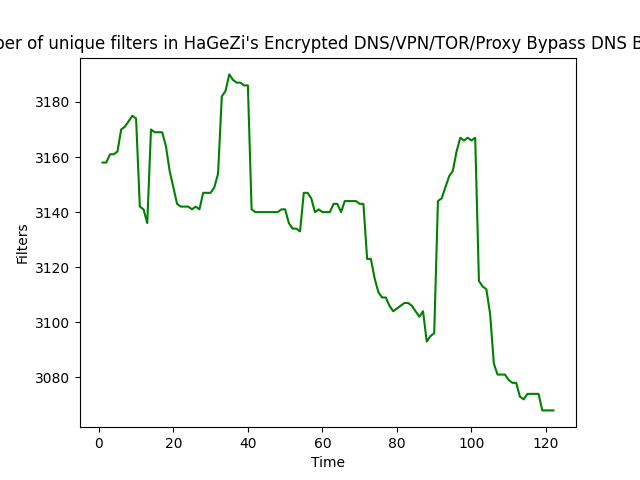 ber of unique filters in HaGeZi's Encrypted DNS/VPN/TOR/Proxy Bypass DNS B
3180
3160
3140
3120
3100
3080
Filters
0 20 40 60 80 100 120
Time